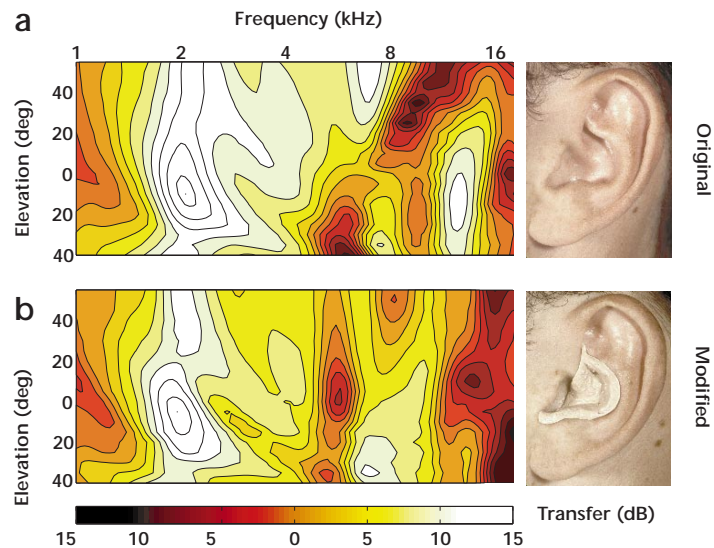 a
Frequency (kHz)
1 2 4 8 16
Elevation (deg)
40
20
0
20
40
Original
b
Elevation (deg)
40
20
0
20
40
Modified
15 10 5 0 5 10 15
Transfer (dB)